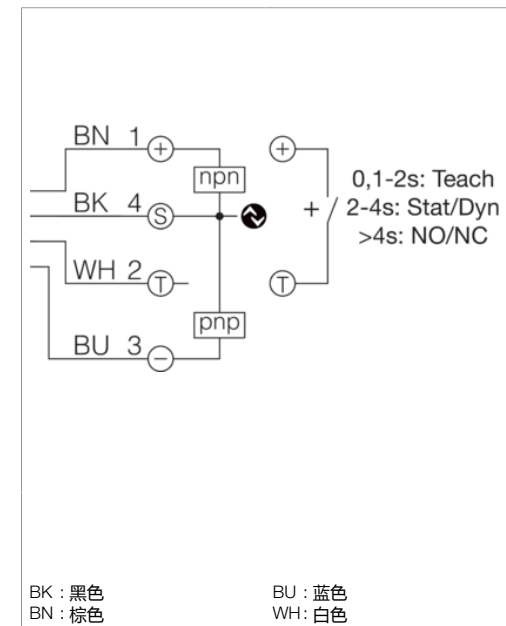 BN 1 +
npn
BK 4 S
WH 2 T
pnp
BU 3 −
+
+
T
0,1-2s: Teach
2-4s: Stat/Dyn
>4s: NO/NC
BK : 黑色
BU : 蓝色
BN : 棕色
WH : 白色